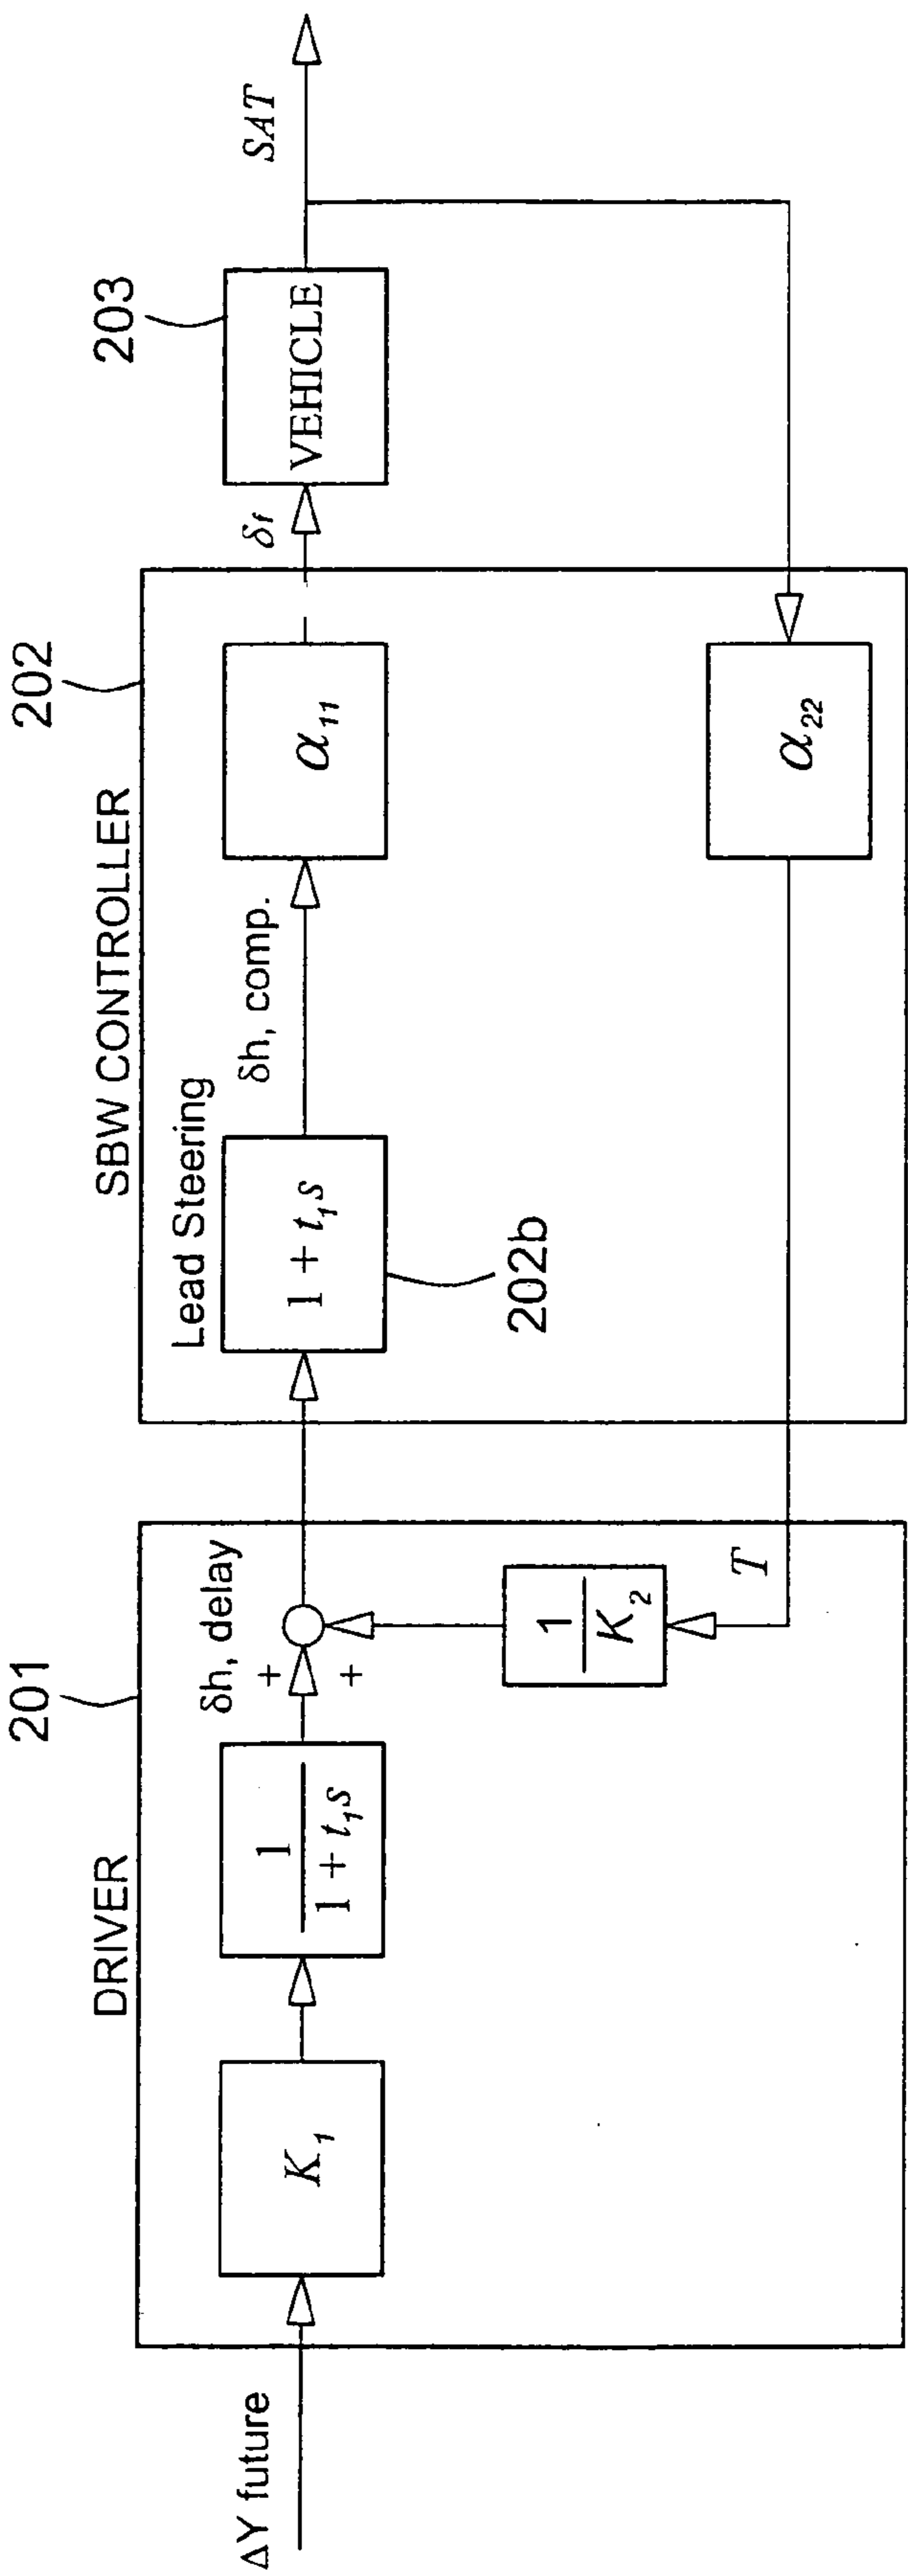 201
DRIVER
ΔY future
K₁
1
1 + t₁s
δh, delay
+
+
1
K₂
T
202
SBW CONTROLLER
Lead Steering
1 + t₁s
202b
δh, comp.
α₁₁
α₂₂
δf
203
VEHICLE
SAT